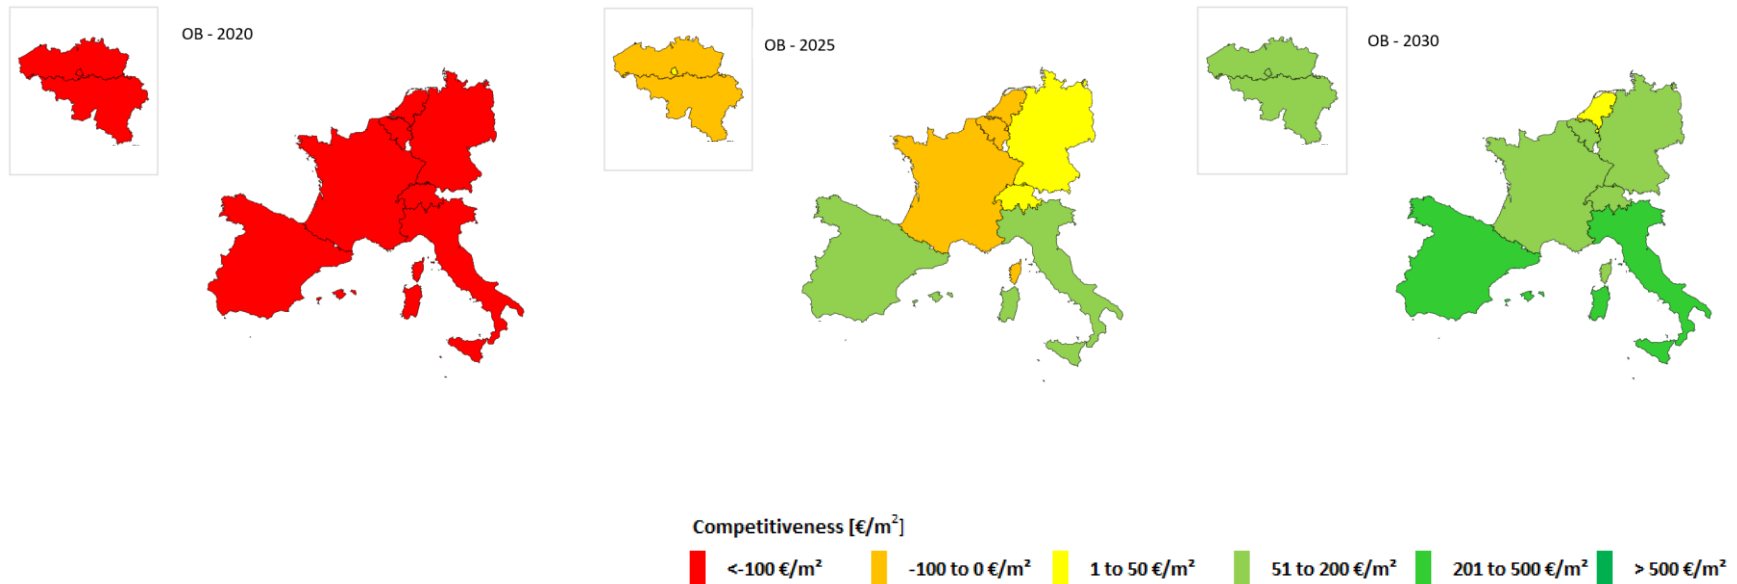 OB - 2020
OB - 2025
OB - 2030
Competitiveness [€/m²]
<-100 €/m²
-100 to 0 €/m²
1 to 50 €/m²
51 to 200 €/m²
201 to 500 €/m²
> 500 €/m²